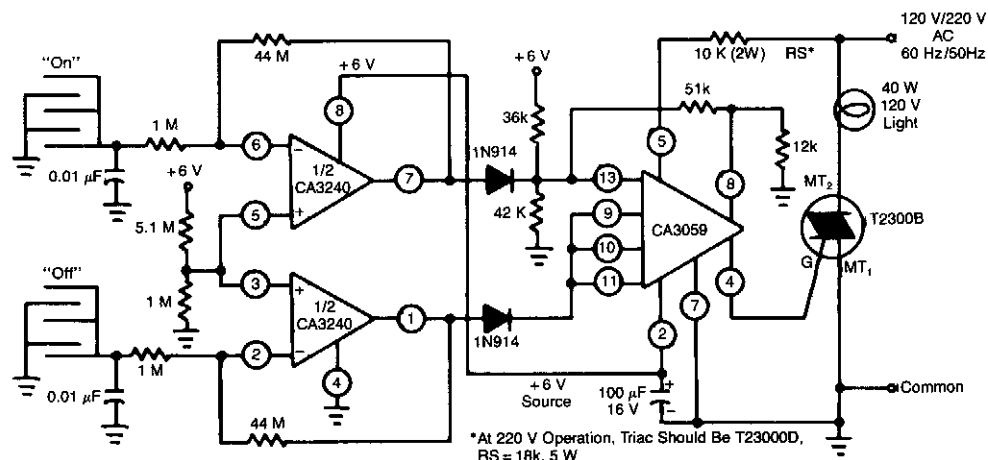 120 V/220 V
AC
60 Hz/50Hz
10 K (2W)
RS*
44 M
"On"
+6 V
+6 V
51k
40 W
120 V
Light
36k
8
5
12k
1 M
6
−
1N914
0.01 µF
1/2
CA3240
7
13
8
MT₂
+6 V
9
T2300B
5
+
42 K
CA3059
10
5.1 M
G
MT₁
"Off"
11
4
3
+
1 M
1/2
CA3240
1
7
2
−
1N914
2
1 M
4
+6 V
Source
+
100 µF
16 V
−
Common
0.01 µF
44 M
*At 220 V Operation, Triac Should Be T23000D,
RS = 18k, 5 W